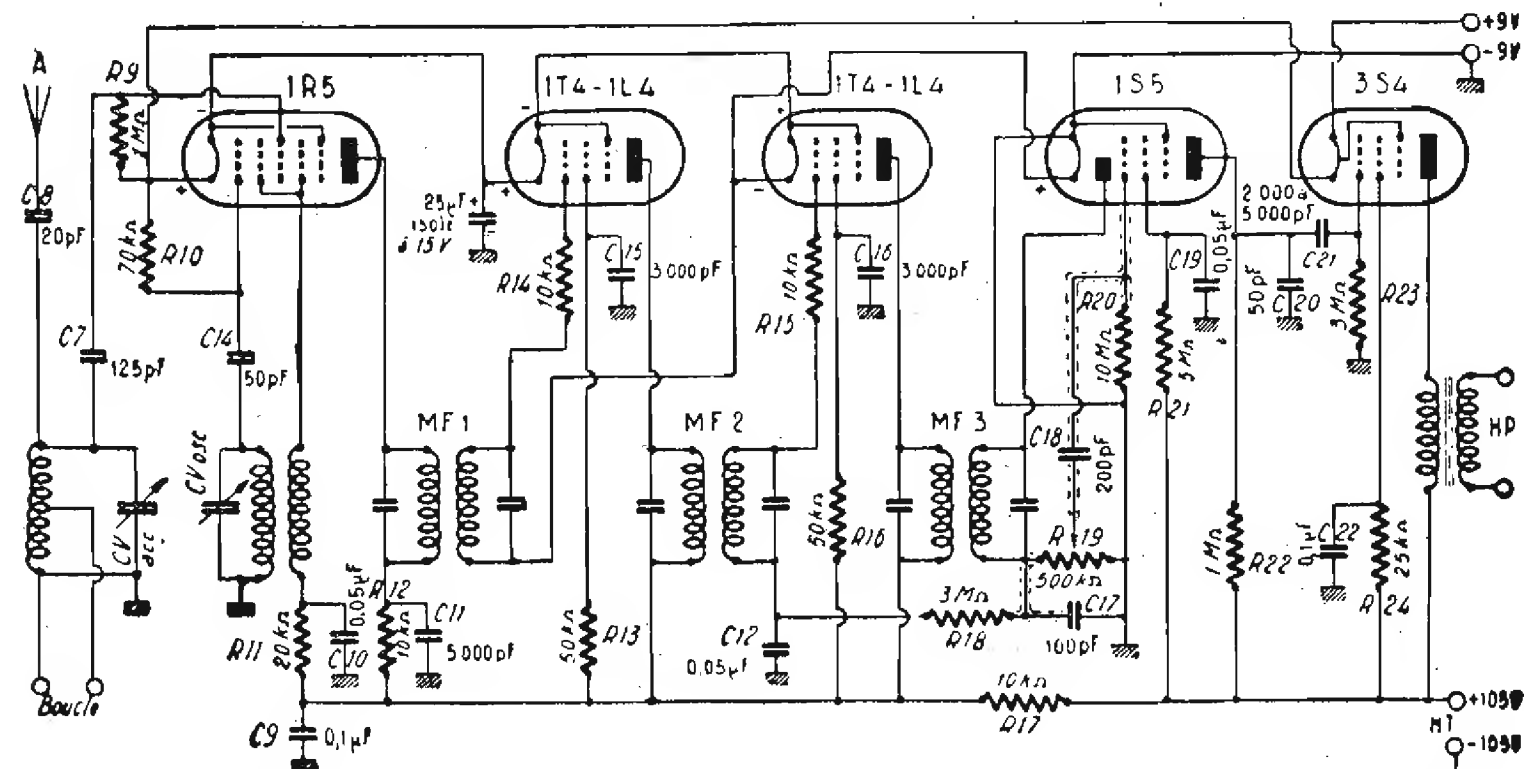 +9V
-9V
A
R9
1MΩ
1R5
1T4-1L4
1T4-1L4
1S5
3S4
-
+
-
+
-
+
C8
20pF
70kΩ
R10
25µF +
à 15V
R14
10kΩ
C15
3000pF
10kΩ
R15
C16
3000pF
R20
10MΩ
C19
0,05µF
5MΩ
R21
2000à
5000pF
50pF
C20
C21
R23
3MΩ
C7
125pF
C14
50pF
CV osc
CV
acc
MF1
MF2
MF3
C18
200pF
HP
R12
10kΩ
C11
5000pF
0,05µF
C10
R11
20kΩ
50kΩ
R13
50kΩ
R16
C12
0,05µF
3MΩ
R18
R19
500kΩ
C17
100pF
1MΩ
R22
0,1µF
C22
25kΩ
R24
Boucle
C9
0,1µF
10kΩ
R17
+103V
HT
-103V